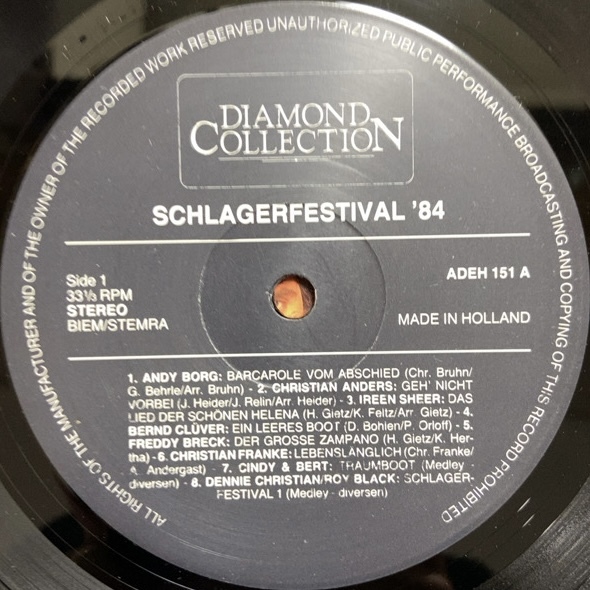 ALL RIGHTS OF THE MANUFACTURER AND OF THE OWNER OF THE RECORDED WORK RESERVED UNAUTHORIZED PUBLIC PERFORMANCE BROADCASTING AND COPYING OF THIS RECORD PROHIBITED
DIAMOND
COLLECTION
SCHLAGERFESTIVAL '84
Side 1
33⅓ RPM
STEREO
BIEM/STEMRA
ADEH 151 A
MADE IN HOLLAND
1. ANDY BORG: BARCAROLE VOM ABSCHIED (Chr. Bruhn/
G. Behrle/Arr. Bruhn) - 2. CHRISTIAN ANDERS: GEH' NICHT
VORBEI (J. Heider/J. Relin/Arr. Heider) - 3. IREEN SHEER: DAS
LIED DER SCHÖNEN HELENA (H. Gietz/K. Feltz/Arr. Gietz) - 4.
BERND CLÜVER: EIN LEERES BOOT (D. Bohlen/P. Orloff) - 5.
FREDDY BRECK: DER GROSSE ZAMPANO (H. Gietz/K. Her-
tha) - 6. CHRISTIAN FRANKE: LEBENSLÄNGLICH (Chr. Franke/
A. Andergast) - 7. CINDY & BERT: TRAUMBOOT (Medley -
diversen) - 8. DENNIE CHRISTIAN/ROY BLACK: SCHLAGER-
FESTIVAL 1 (Medley - diversen)